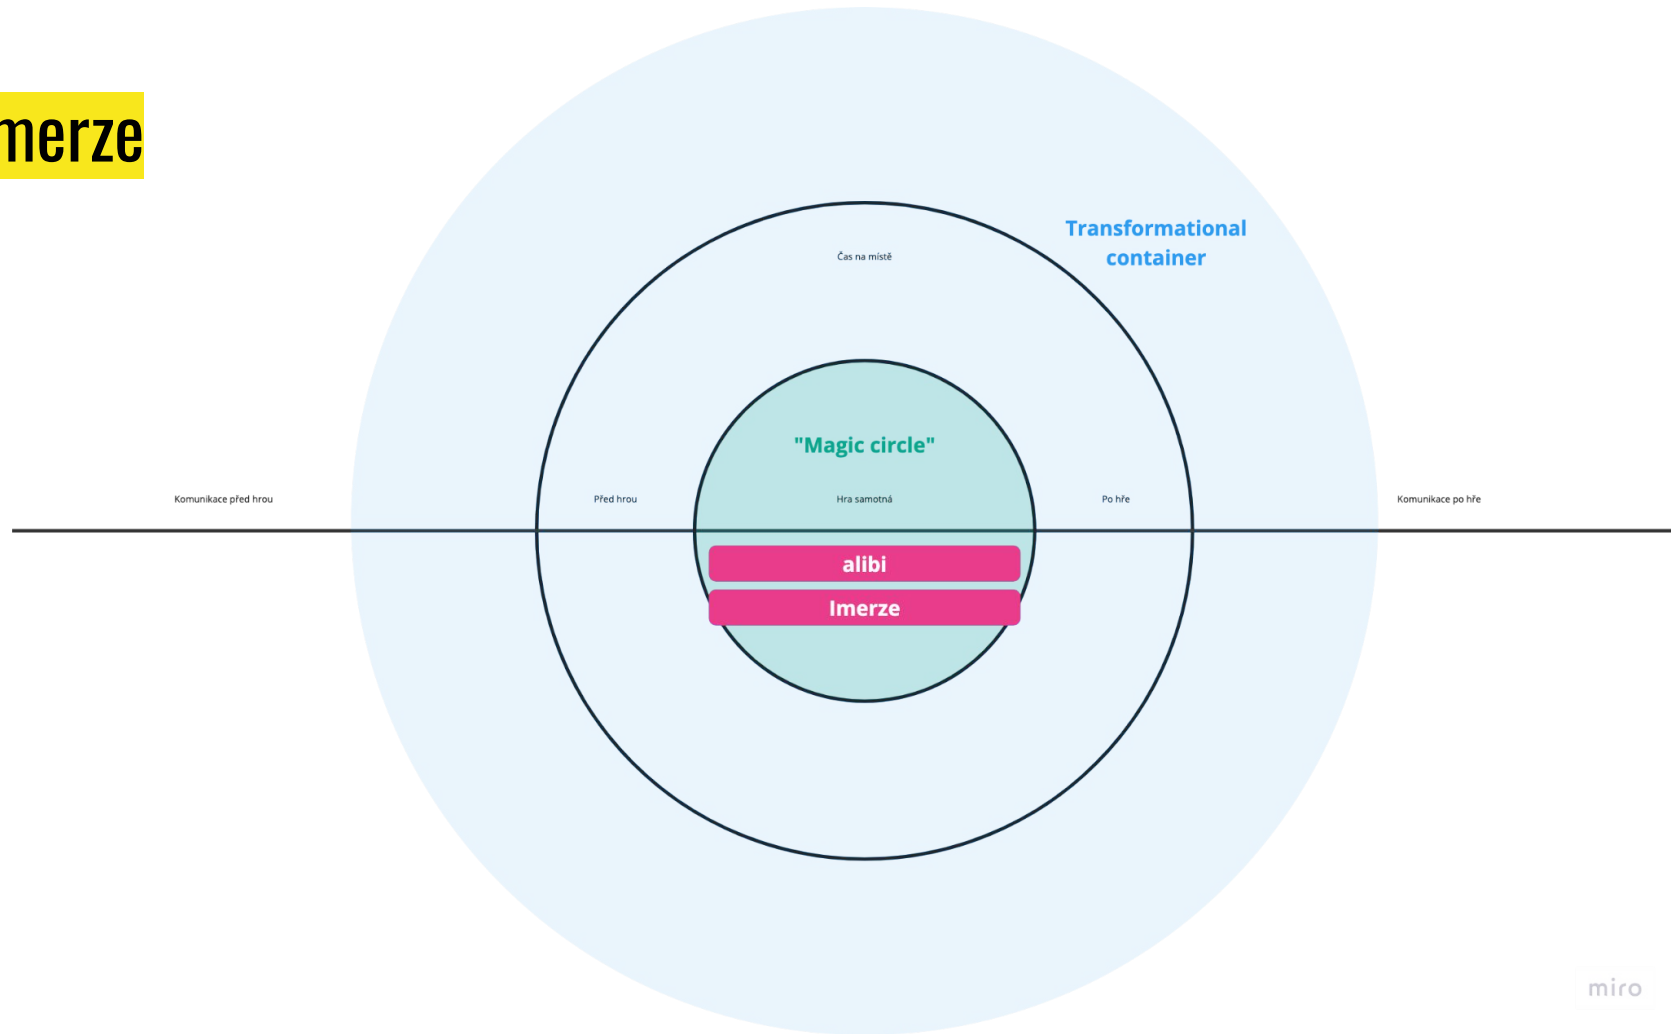 merze
Transformational
container
Čas na místě
"Magic circle"
Komunikace před hrou
Před hrou
Hra samotná
Po hře
Komunikace po hře
alibi
Imerze
miro